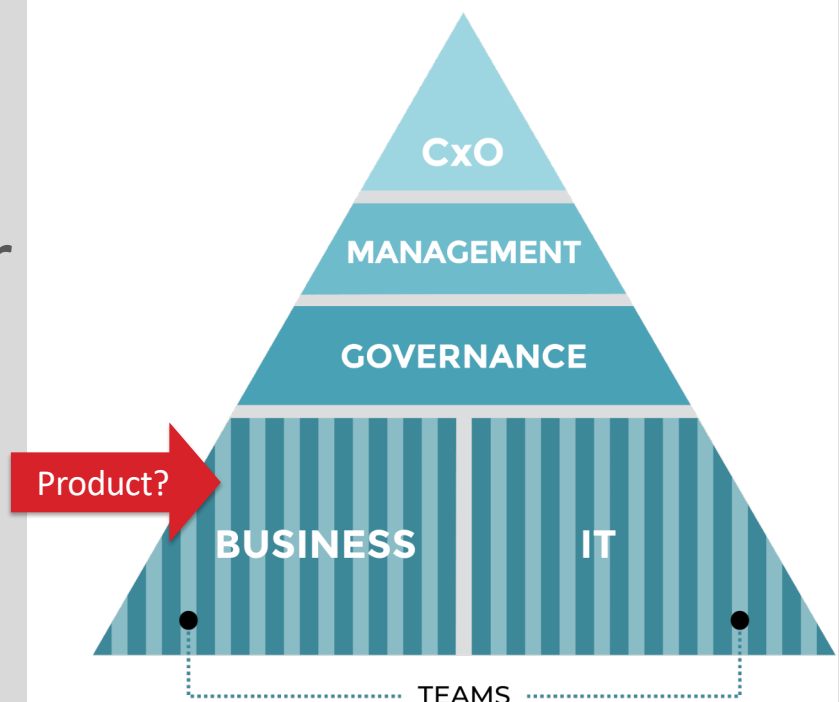 CxO
MANAGEMENT
GOVERNANCE
Product?
BUSINESS IT
TEAMS